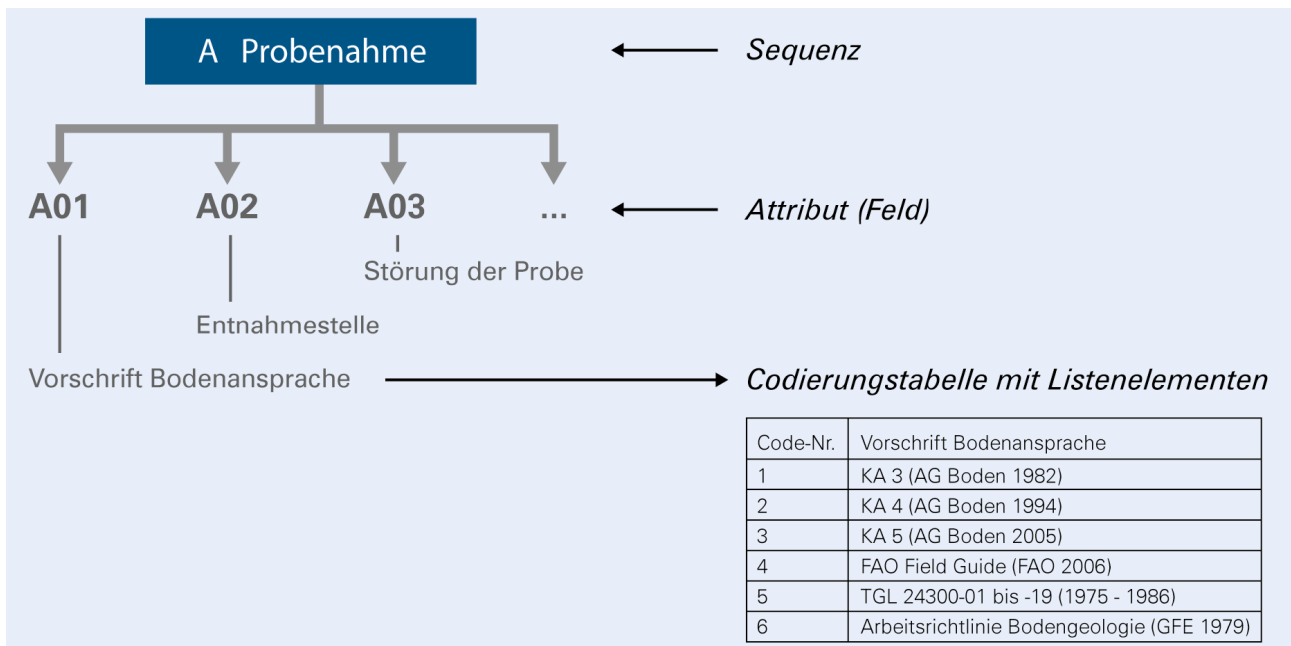 A Probenahme
Sequenz
A01 A02 A03 ...
Attribut (Feld)
Störung der Probe
Entnahmestelle
Vorschrift Bodenansprache
Codierungstabelle mit Listenelementen
Code-Nr. Vorschrift Bodenansprache
1 KA 3 (AG Boden 1982)
2 KA 4 (AG Boden 1994)
3 KA 5 (AG Boden 2005)
4 FAO Field Guide (FAO 2006)
5 TGL 24300-01 bis -19 (1975 - 1986)
6 Arbeitsrichtlinie Bodengeologie (GFE 1979)